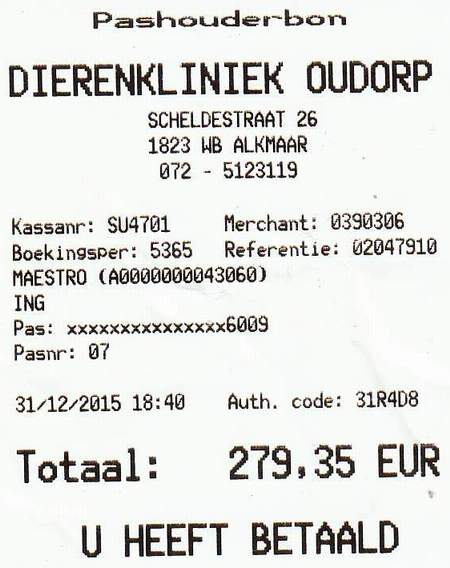 Pashouderbon
DIERENKLINIEK OUDORP
SCHELDESTRAAT 26
1823 WB ALKMAAR
072 - 5123119
Kassanr: SU4701 Merchant: 0390306
Boekingsper: 5365 Referentie: 02047910
MAESTRO (A0000000043060)
ING
Pas: xxxxxxxxxxxxxxx6009
Pasnr: 07
31/12/2015 18:40 Auth. code: 31R4D8
Totaal: 279,35 EUR
U HEEFT BETAALD